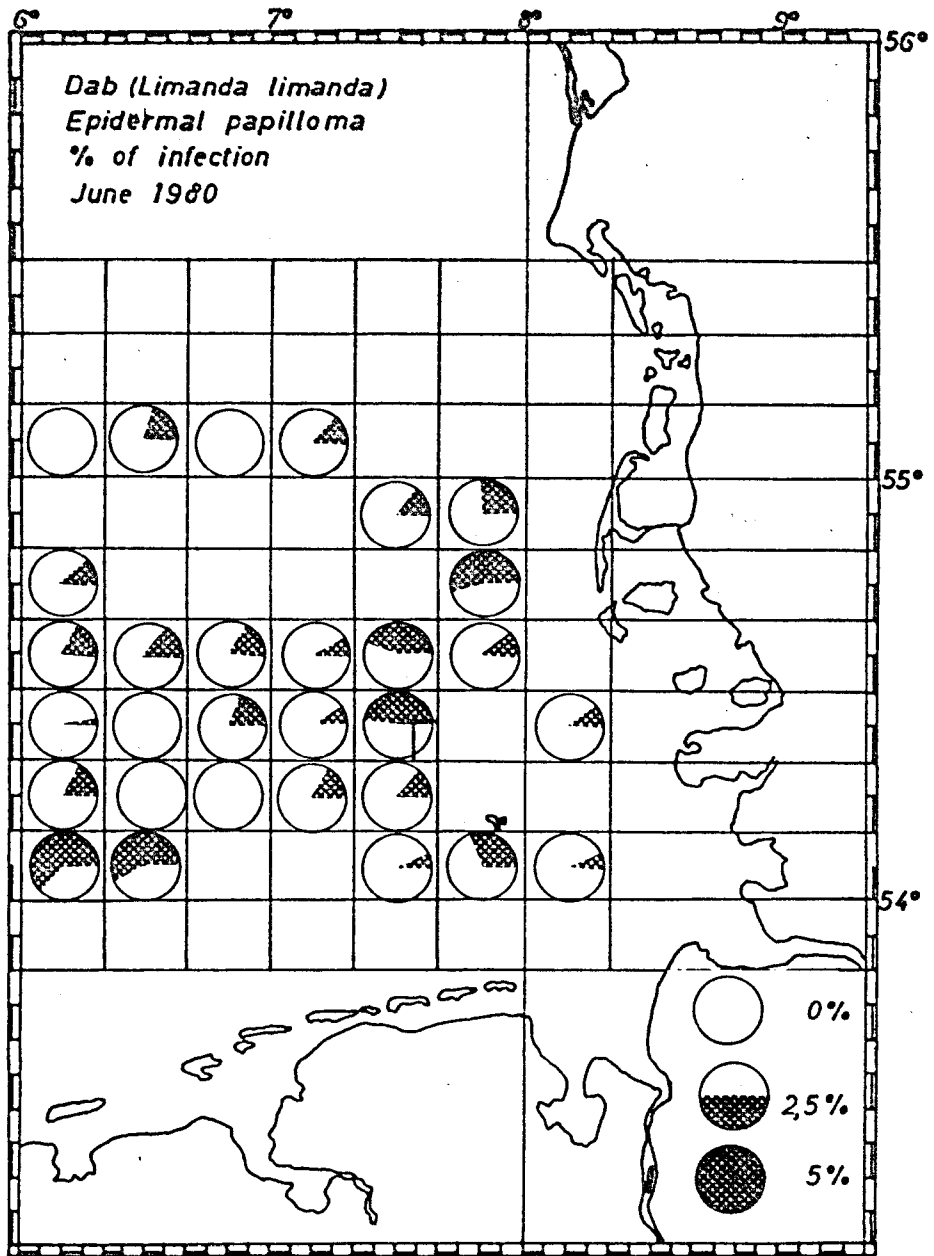 6° 7° 8° 9°
56°
Dab (Limanda limanda)
Epidermal papilloma
% of infection
June 1980
55°
54°
0%
2,5%
5%